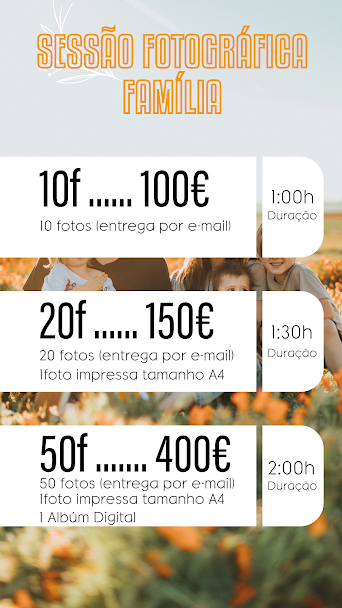 SESSÃO FOTOGRÁFICA
FAMÍLIA
10f ...... 100€
10 fotos (entrega por e-mail)
1:00h
Duração
20f ...... 150€
20 fotos (entrega por e-mail)
1foto impressa tamanho A4
1:30h
Duração
50f ....... 400€
50 fotos (entrega por e-mail)
1foto impressa tamanho A4
1 Albúm Digital
2:00h
Duração